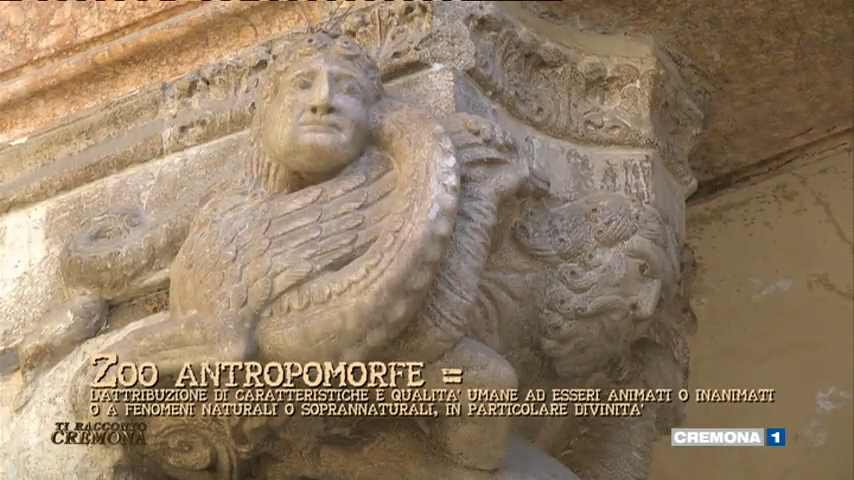 ZOO ANTROPOMORFE =
L'ATTRIBUZIONE DI CARATTERISTICHE E QUALITA' UMANE AD ESSERI ANIMATI O INANIMATI
O A FENOMENI NATURALI O SOPRANNATURALI, IN PARTICOLARE DIVINITA'
TI RACCONTO
CREMONA
CREMONA 1